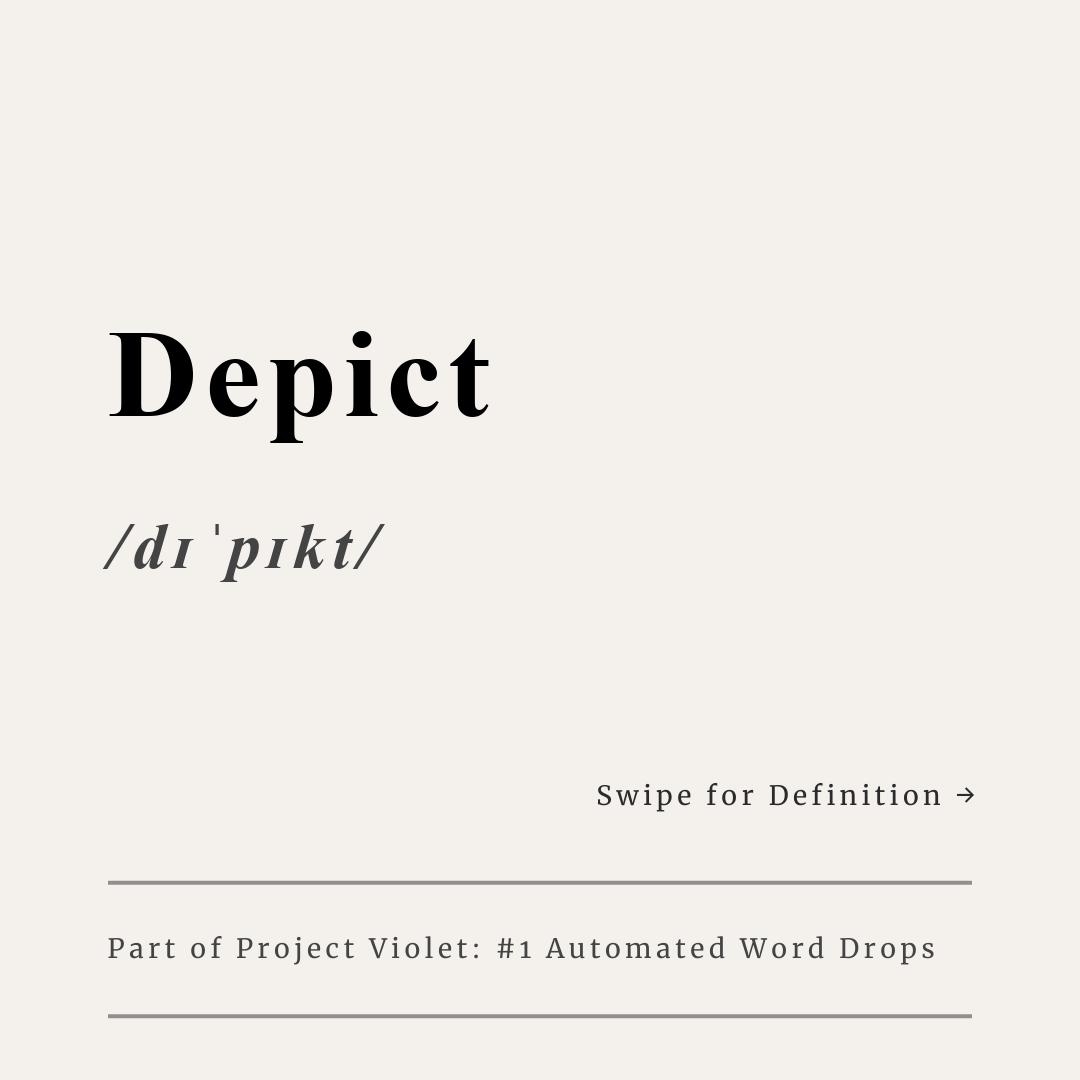 Depict
/dɪˈpɪkt/
Swipe for Definition →
Part of Project Violet: #1 Automated Word Drops